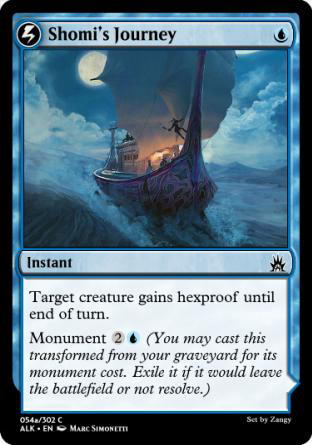 Shomi's Journey
Instant
Target creature gains hexproof until
end of turn.
Monument 2 (You may cast this
transformed from your graveyard for its
monument cost. Exile it if it would leave
the battlefield or not resolve.)
054a/302 C
ALK • EN Marc Simonetti
Set by Zangy